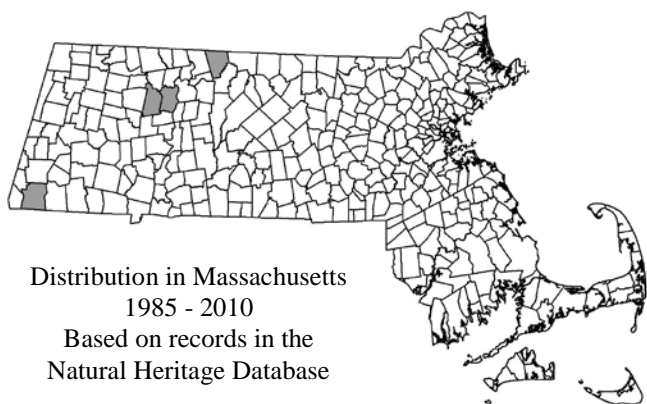 Distribution in Massachusetts
1985 - 2010
Based on records in the
Natural Heritage Database